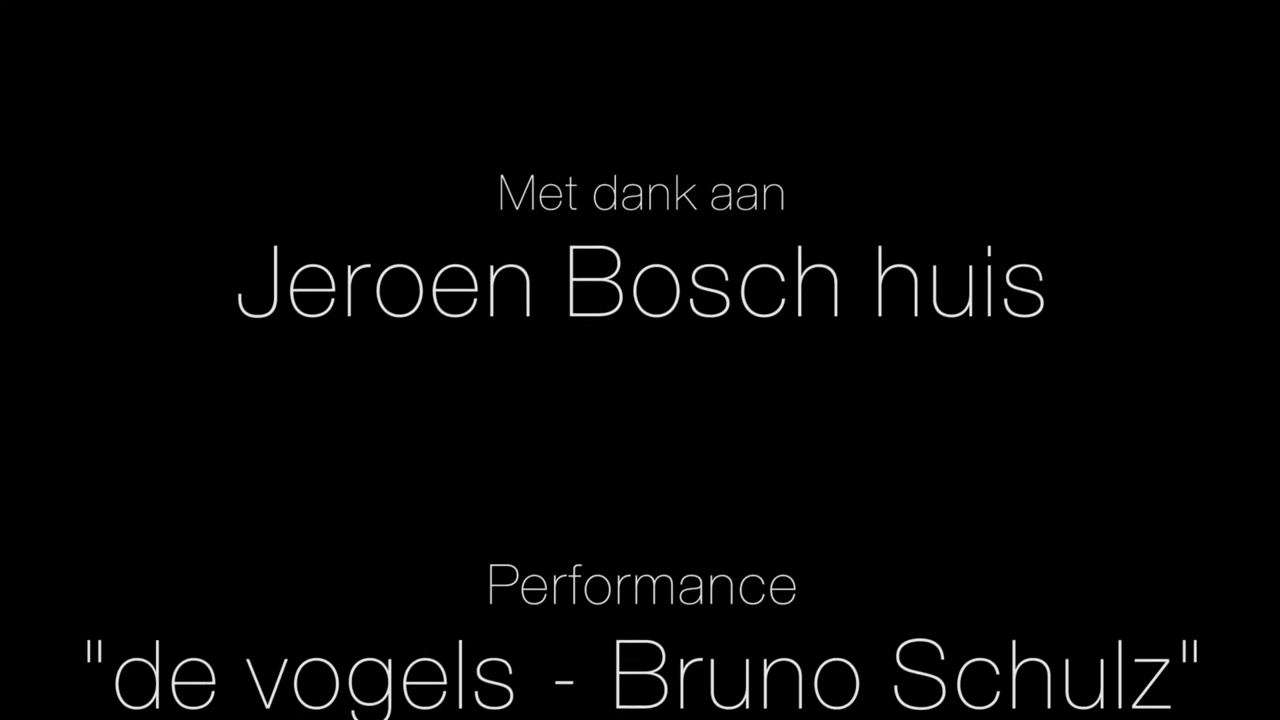 Met dank aan
Jeroen Bosch huis
Performance
"de vogels - Bruno Schulz"